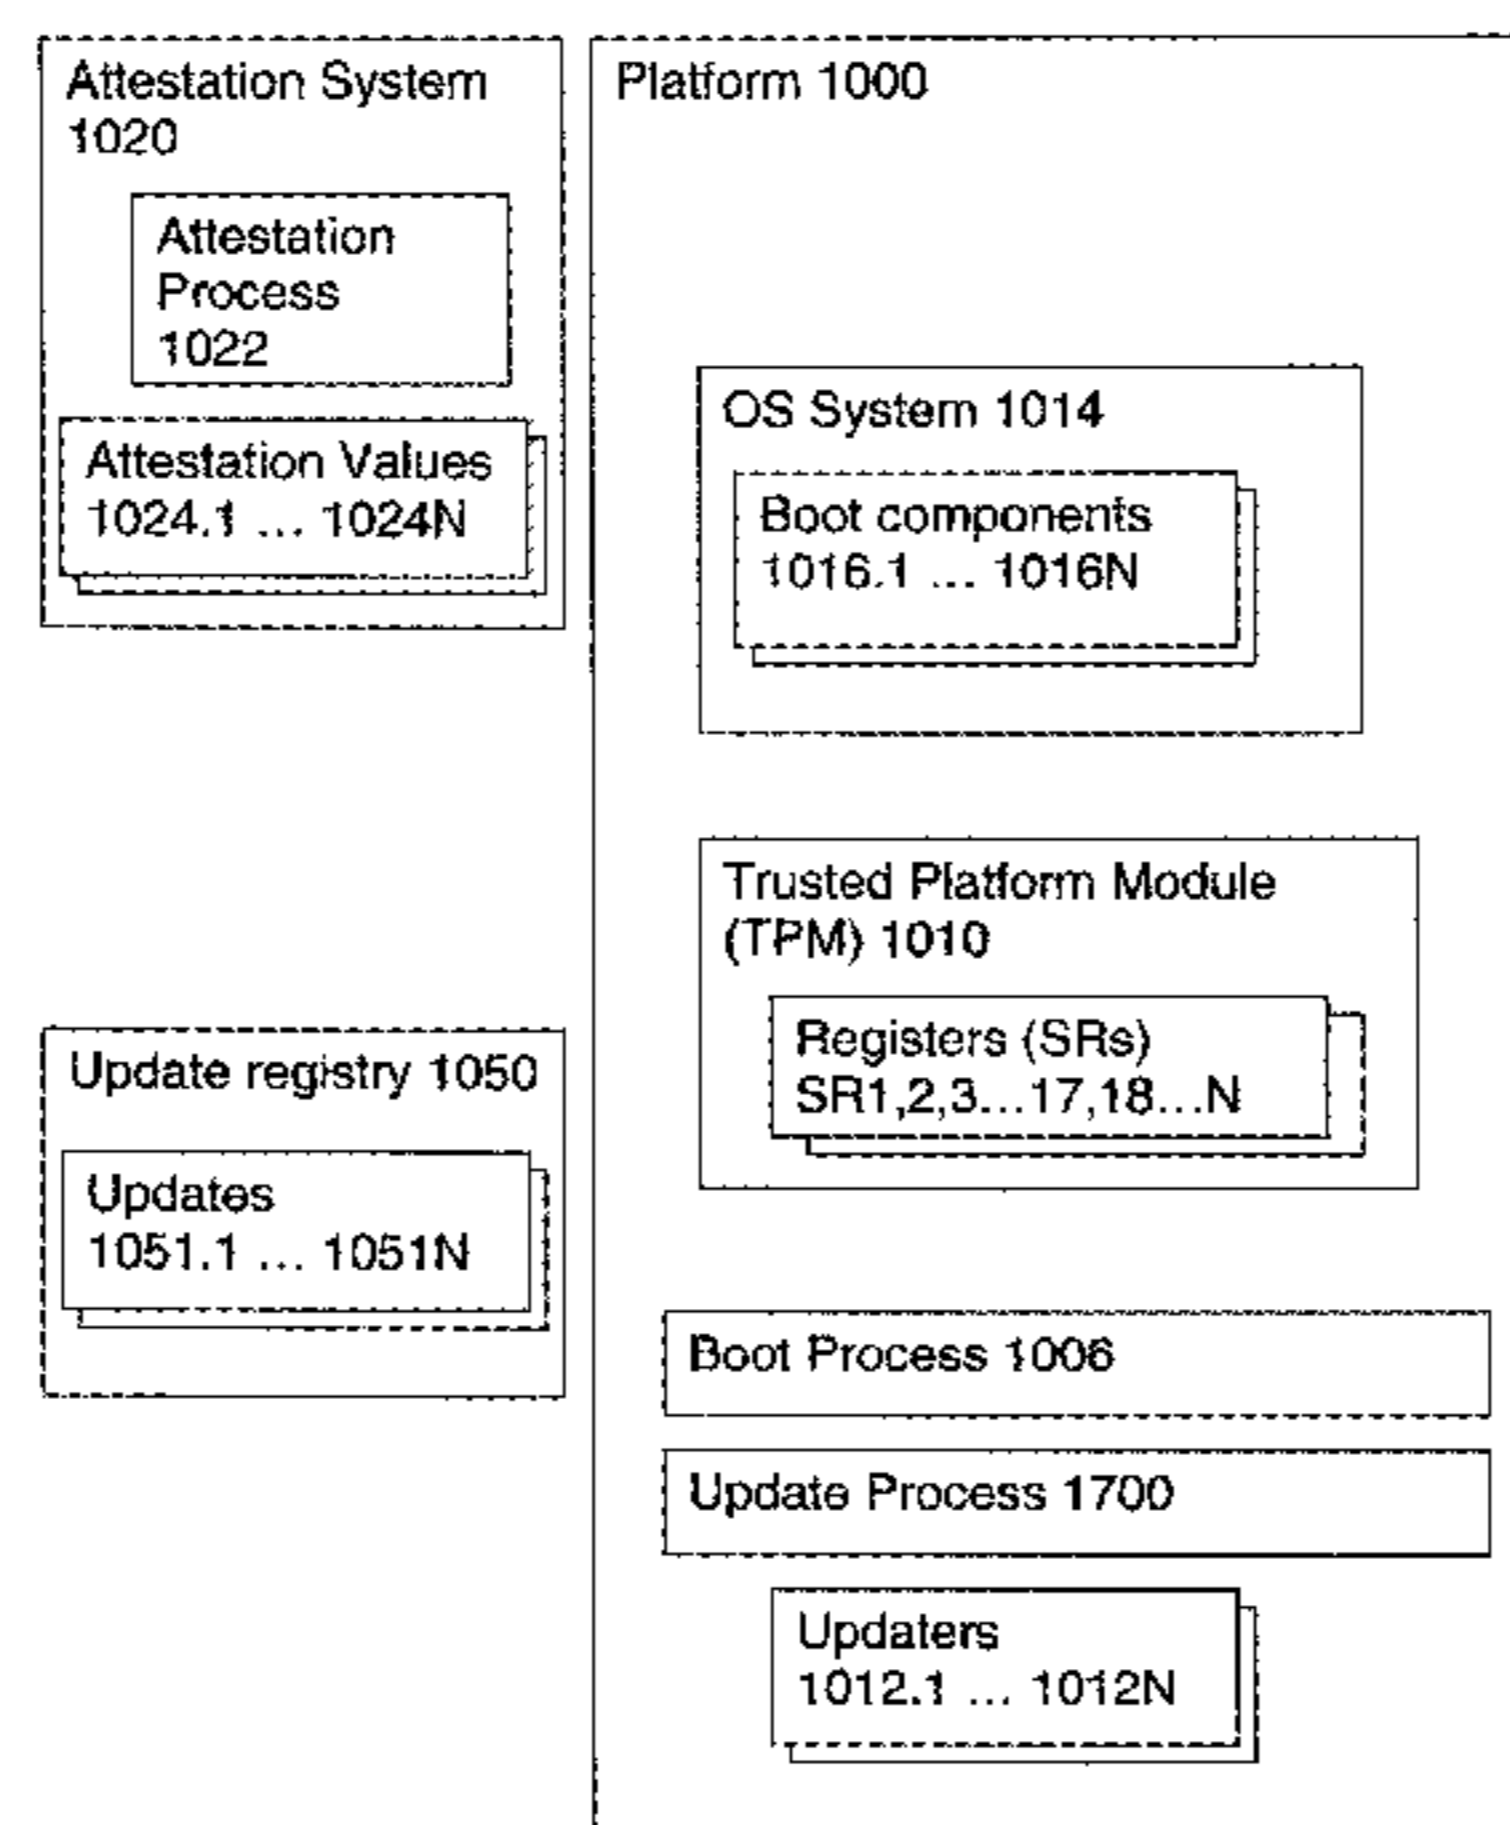 Attestation System
1020
Attestation
Process
1022
Attestation Values
1024.1 ... 1024N
Update registry 1050
Updates
1051.1 ... 1051N
Platform 1000
OS System 1014
Boot components
1016.1 ... 1016N
Trusted Platform Module
(TPM) 1010
Registers (SRs)
SR1,2,3...17,18...N
Boot Process 1006
Update Process 1700
Updaters
1012.1 ... 1012N